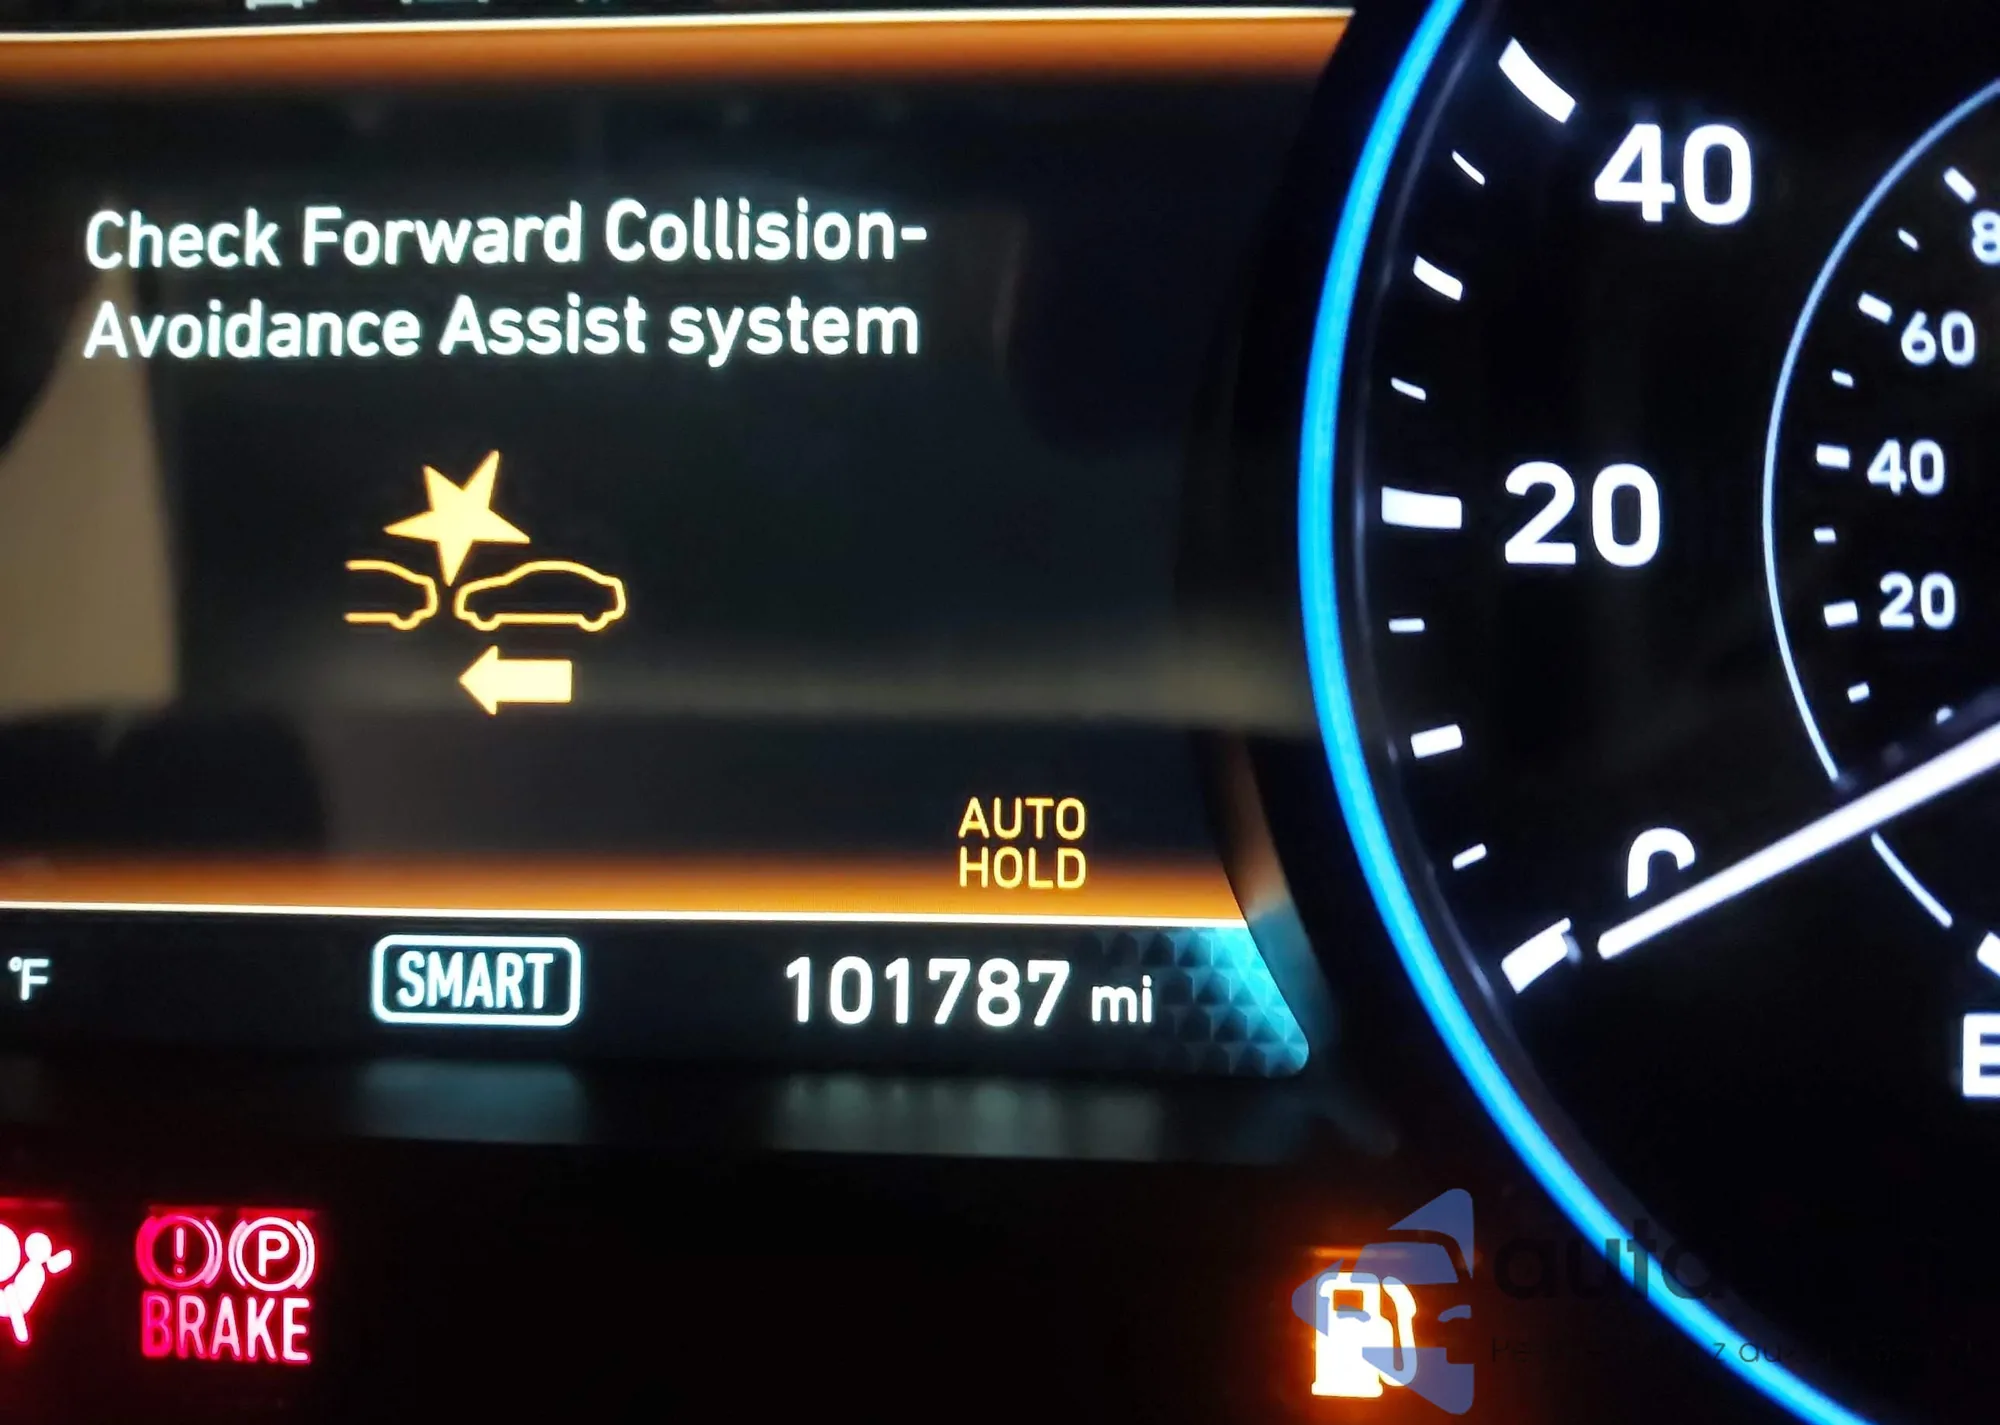 Check Forward Collision-
Avoidance Assist system
AUTO
HOLD
°F
SMART
101787 mi
P
BRAKE
40
20
60
40
20
E